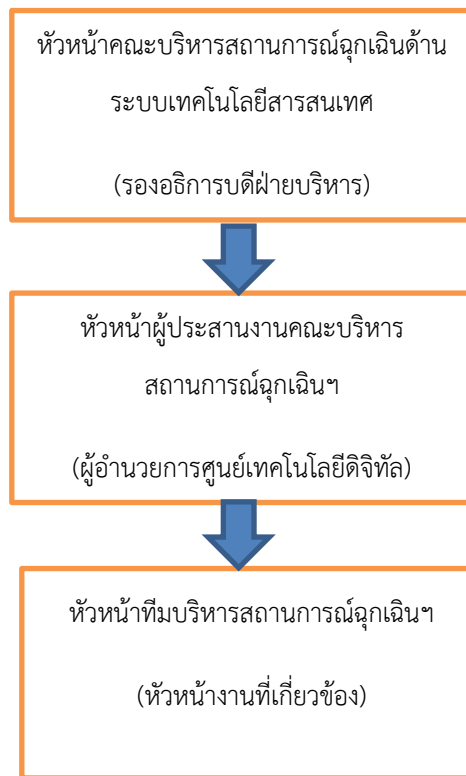 หัวหน้าคณะบริหารสถานการณ์ฉุกเฉินด้าน
ระบบเทคโนโลยีสารสนเทศ
(รองอธิการบดีฝ่ายบริหาร)
หัวหน้าผู้ประสานงานคณะบริหาร
สถานการณ์ฉุกเฉินฯ
(ผู้อำนวยการศูนย์เทคโนโลยีดิจิทัล)
หัวหน้าทีมบริหารสถานการณ์ฉุกเฉินฯ
(หัวหน้างานที่เกี่ยวข้อง)